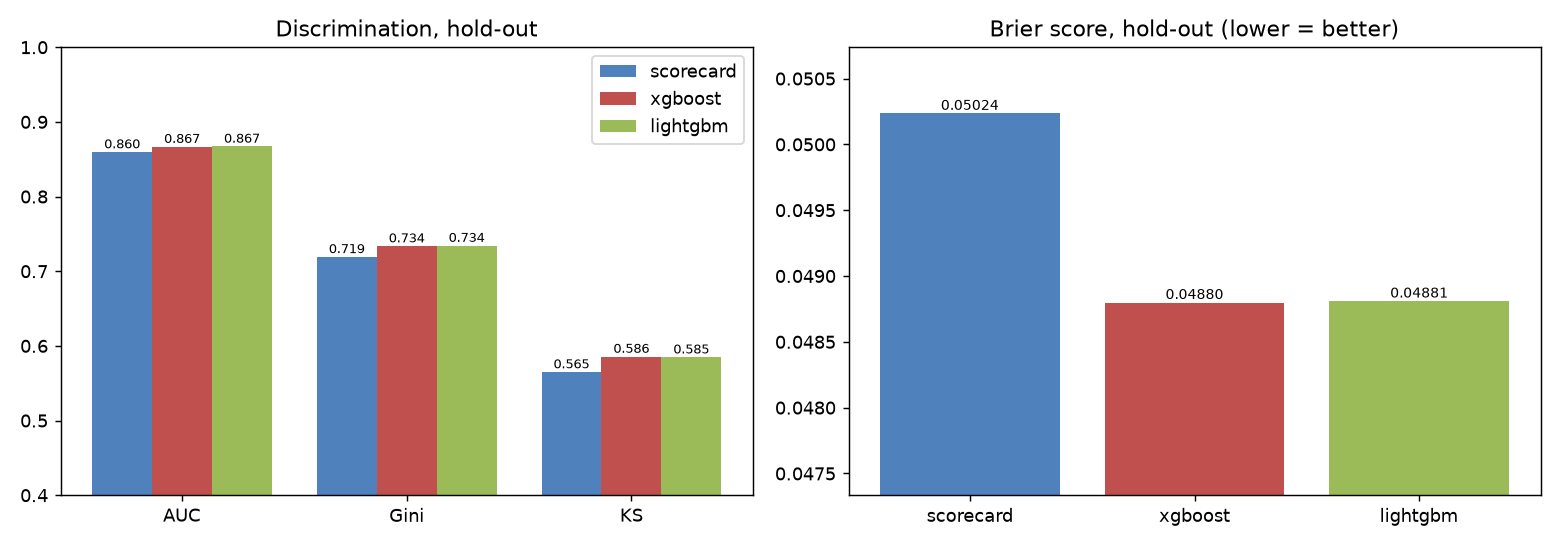 Discrimination, hold-out
1.0
0.9
0.8
0.7
0.6
0.5
0.4
scorecard
xgboost
lightgbm
0.860 0.867 0.867
0.719 0.734 0.734
0.565 0.586 0.585
AUC Gini KS
Brier score, hold-out (lower = better)
0.0505
0.0500
0.0495
0.0490
0.0485
0.0480
0.0475
0.05024
0.04880
0.04881
scorecard xgboost lightgbm